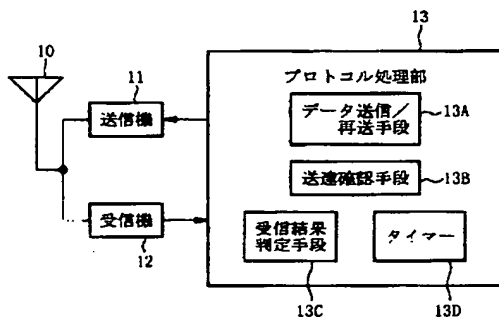 10
11
送信機
受信機
12
13
プロトコル処理部
データ送信／
再送手段
13A
送達確認手段
13B
受信結果
判定手段
13C
タイマー
13D